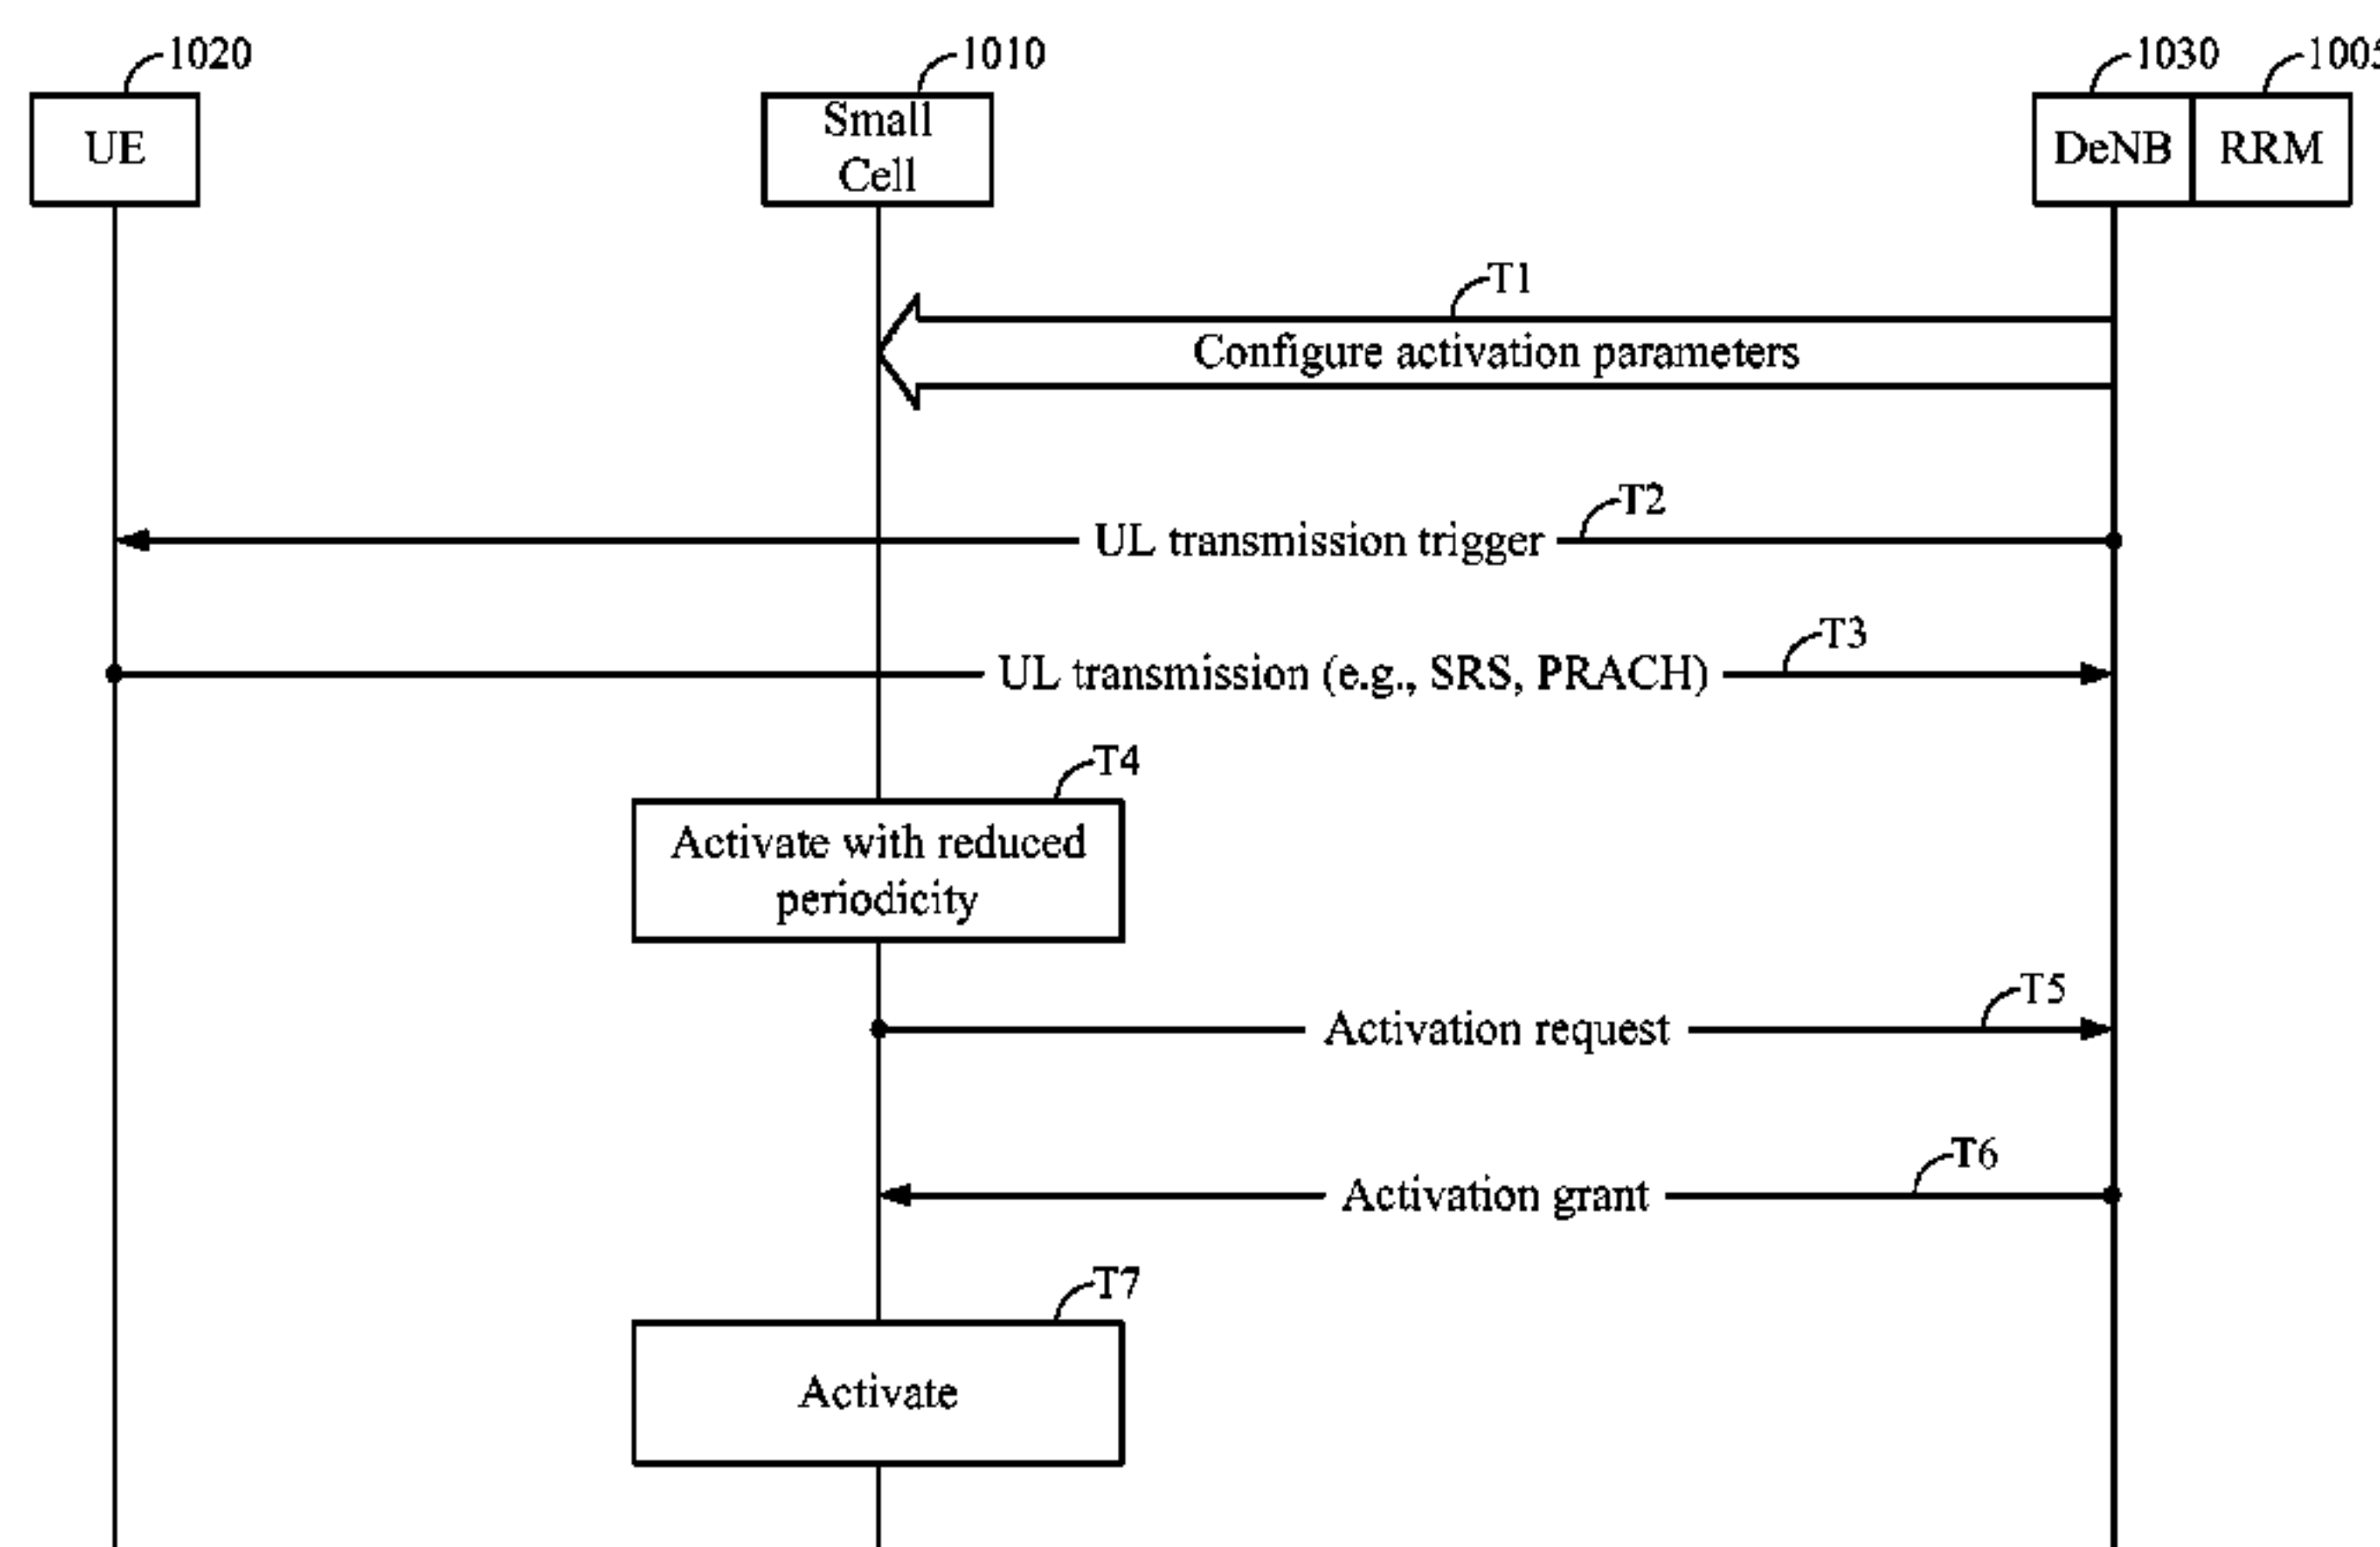 1020
1010
1030
1005
UE
Small
Cell
DeNB
RRM
T1
Configure activation parameters
T2
UL transmission trigger
T3
UL transmission (e.g., SRS, PRACH)
T4
Activate with reduced
periodicity
T5
Activation request
T6
Activation grant
T7
Activate